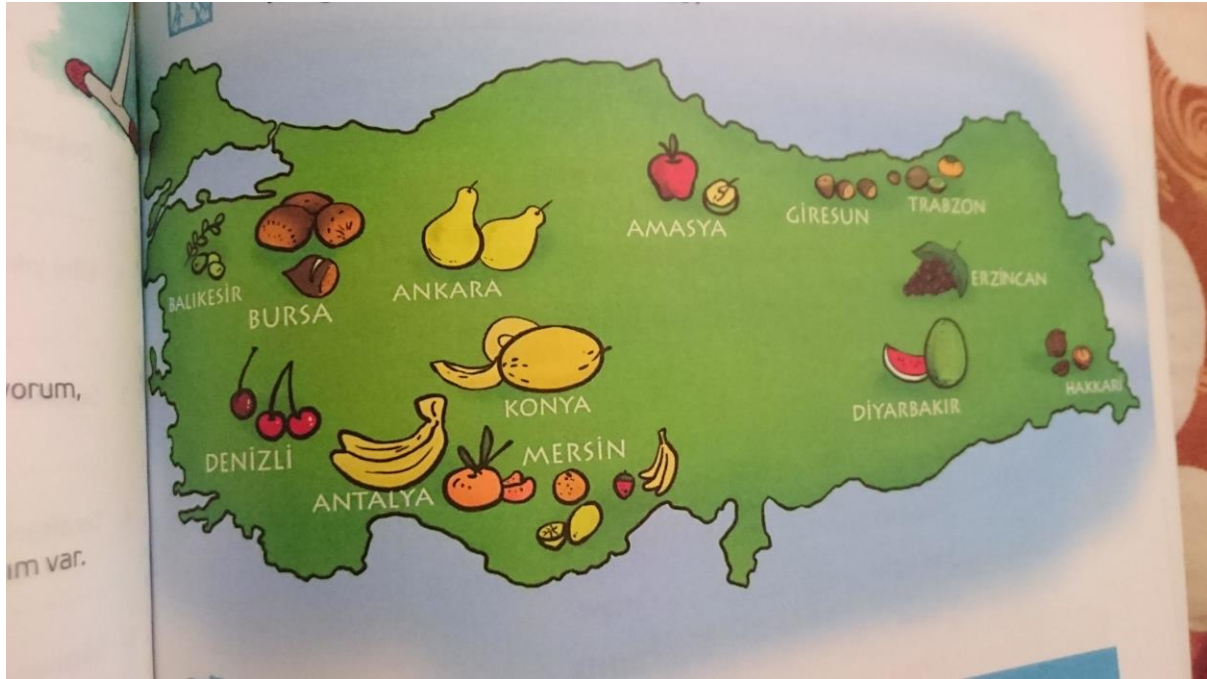 AMASYA
GİRESUN
TRABZON
BALIKESİR
BURSA
ANKARA
ERZİNCAN
KONYA
DİYARBAKIR
HAKKARİ
DENİZLİ
ANTALYA
MERSİN
yorum,
ım var.